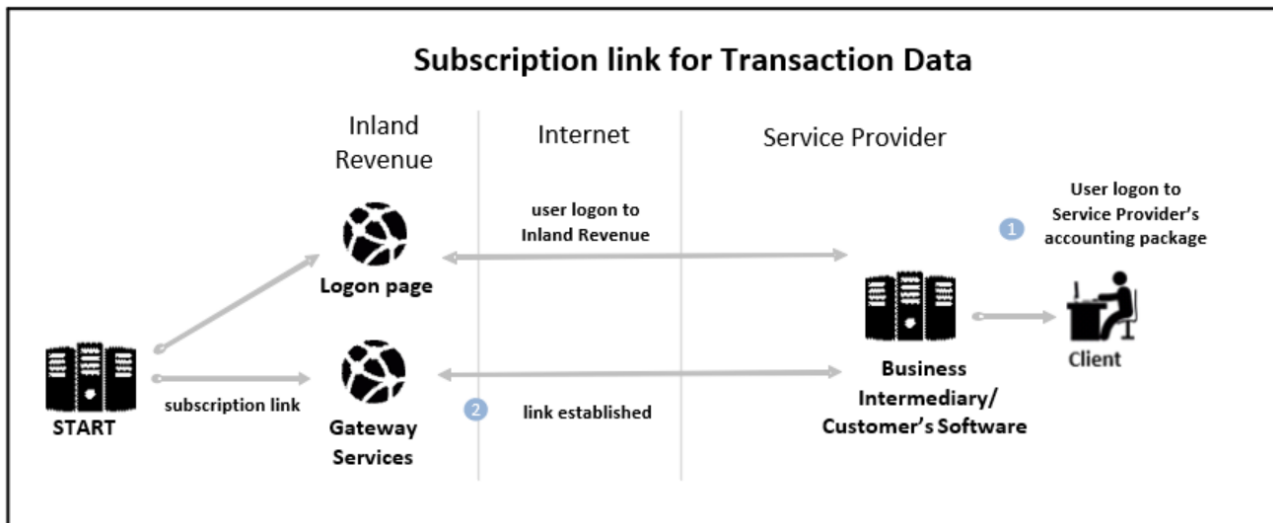 Subscription link for Transaction Data
Inland
Revenue
Internet
Service Provider
user logon to
Inland Revenue
User logon to
Service Provider's
accounting package
1
Logon page
Client
START
subscription link
Gateway
Services
2
link established
Business
Intermediary/
Customer's Software